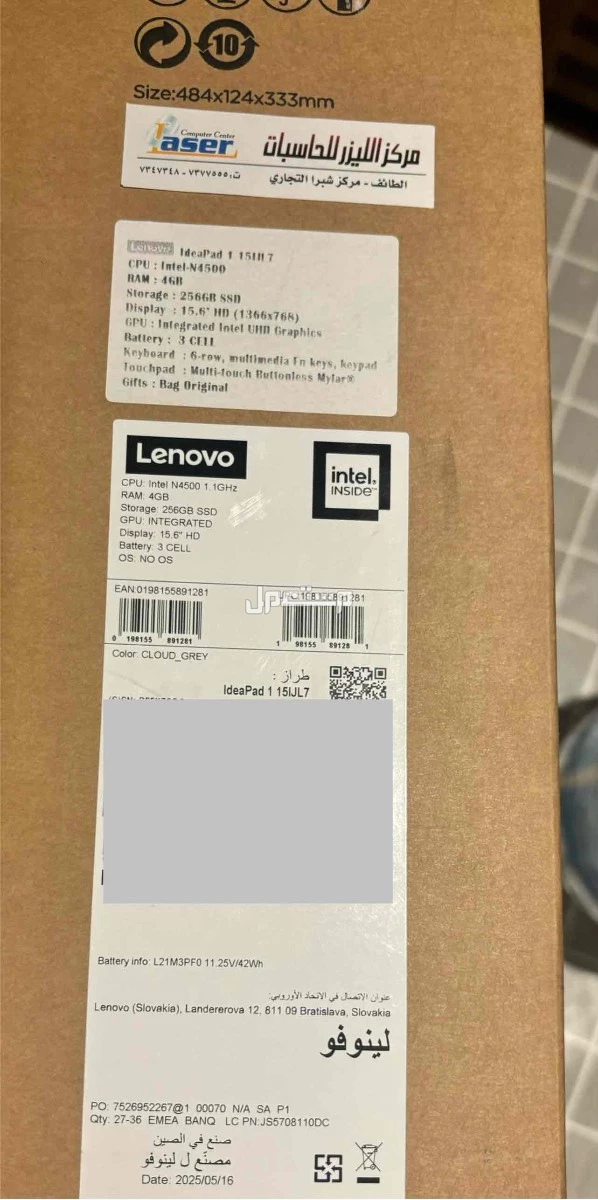 10
Size:484x124x333mm
Computer Center
Laser
مركز الليزر للحاسبات
الطائف - مركز شبرا التجاري
ت: ٧٣٧٧٥٥٥ - ٧٣٤٧٣٤٨
Lenovo IdeaPad 1 15IJL7
CPU : Intel-N4500
RAM : 4GB
Storage : 256GB SSD
Display : 15.6" HD (1366x768)
GPU : Integrated Intel UHD Graphics
Battery : 3 CELL
Keyboard : 6-row, multimedia Fn keys, keypad
Touchpad : Multi-touch Buttonless Mylar®
Gifts : Bag Original
Lenovo
intel.
INSIDE™
CPU: Intel N4500 1.1GHz
RAM: 4GB
Storage: 256GB SSD
GPU: INTEGRATED
Display: 15.6" HD
Battery: 3 CELL
OS: NO OS
EAN:0198155891281
مستعمل
0 198155 891281
1 98155 89128 1
Color: CLOUD_GREY
طراز :
IdeaPad 1 15IJL7
Battery info: L21M3PF0 11.25V/42Wh
عنوان الاتصال في الاتحاد الأوروبي:
Lenovo (Slovakia), Landererova 12, 811 09 Bratislava, Slovakia
لينوفو
PO: 7526952267@1 00070 N/A SA P1
Qty: 27-36 EMEA BANQ LC PN:JS5708110DC
صنع في الصين
مصنّع ل لينوفو
Date: 2025/05/16